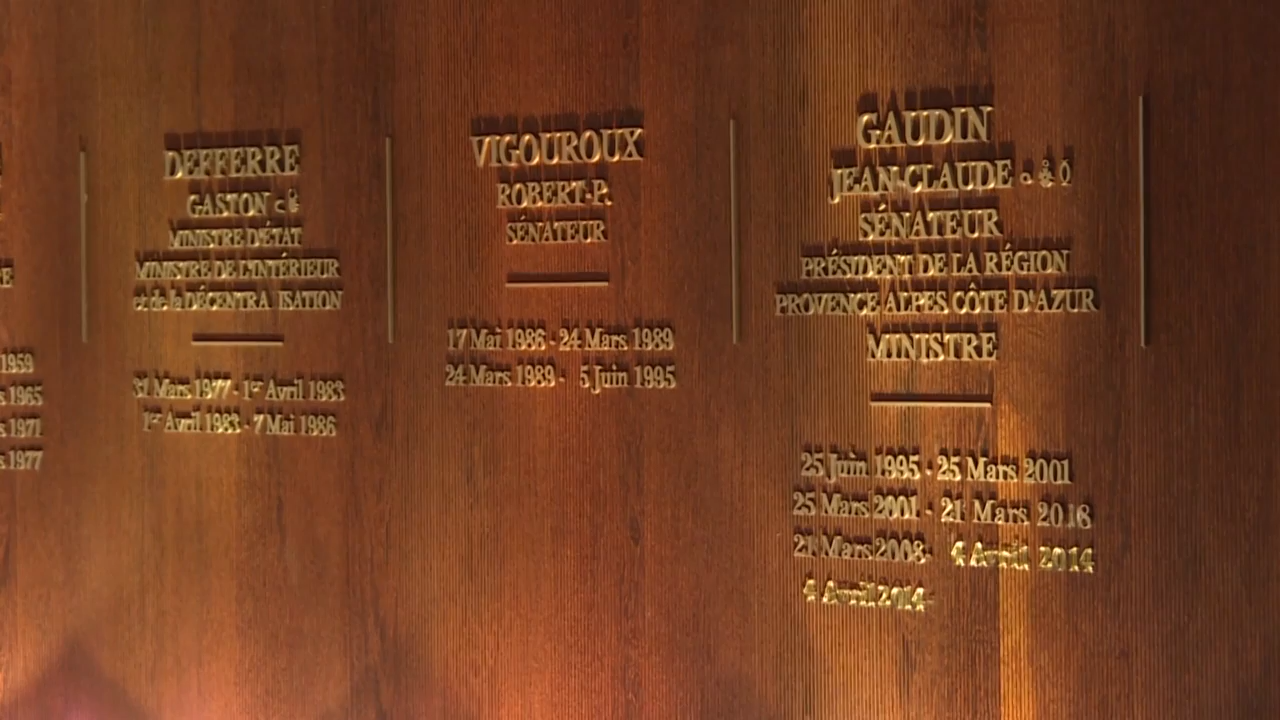 E
1959
s 1965
s 1971
s 1977
DEFFERRE
GASTON
MINISTRE D'ÉTAT
MINISTRE DE L'INTÉRIEUR
et de la DÉCENTRA ISATION
31 Mars 1977 - 1er Avril 1983
1er Avril 1983 - 7 Mai 1986
VIGOUROUX
ROBERT-P.
SÉNATEUR
17 Mai 1986 - 24 Mars 1989
24 Mars 1989 - 5 Juin 1995
GAUDIN
JEAN-CLAUDE
SÉNATEUR
PRÉSIDENT DE LA RÉGION
PROVENCE ALPES CÔTE D'AZUR
MINISTRE
25 Juin 1995 - 25 Mars 2001
25 Mars 2001 - 21 Mars
21 Mars 2008 - 4 Avril 2014
4 Avril 2014 -